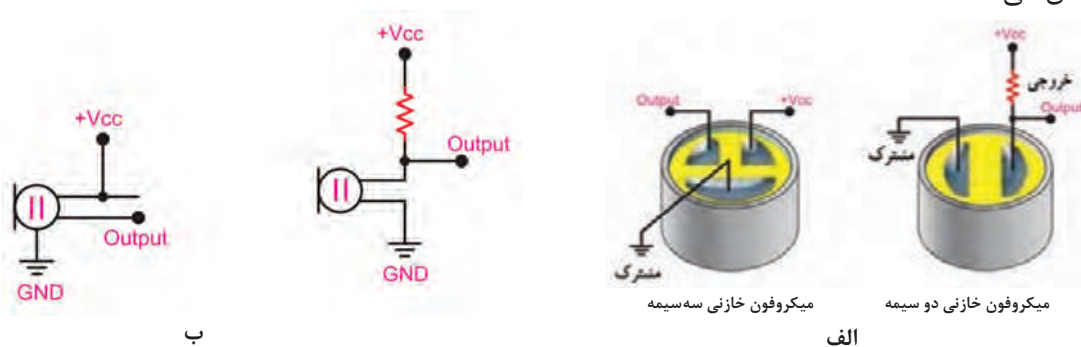 +Vcc
+Vcc
Output
Output
GND
GND
ب
+Vcc
خروجی
Output
+Vcc
Output
مشترک
مشترک
میکروفون خازنی دو سیمه
میکروفون خازنی سه‌سیمه
الف